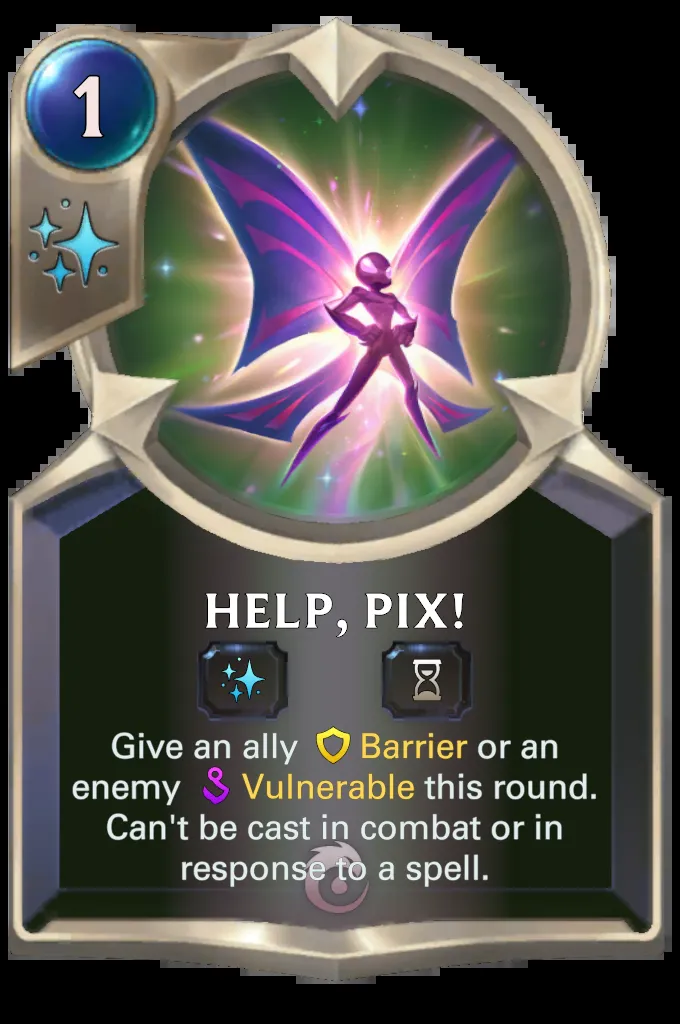 1
HELP, PIX!
Give an ally Barrier or an
enemy Vulnerable this round.
Can't be cast in combat or in
response to a spell.